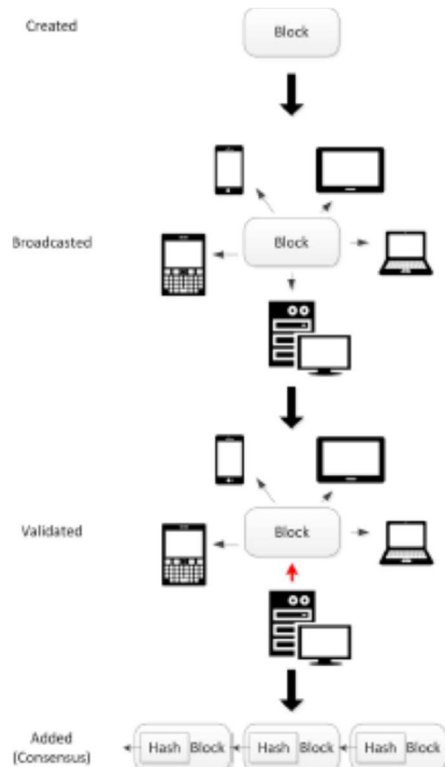 Created
Block
Broadcasted
Block
Validated
Block
Added
(Consensus)
Hash Block Hash Block Hash Block